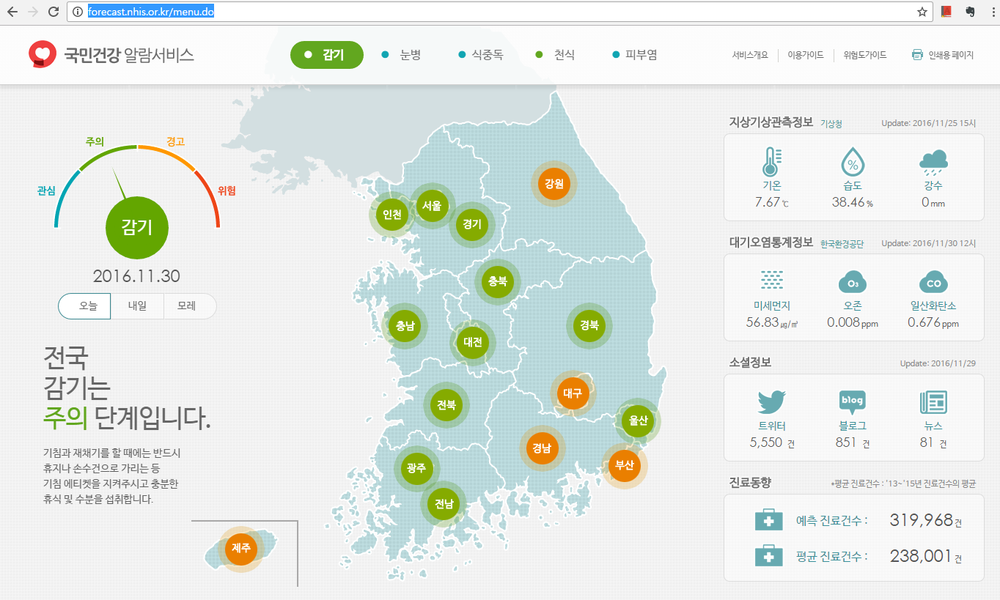 forecast.nhis.or.kr/menu.do
국민건강 알람서비스
감기
눈병
식중독
천식
피부염
서비스개요
이용가이드
위험도가이드
인쇄용 페이지
관심
주의
경고
위험
감기
2016.11.30
오늘
내일
모레
전국
감기는
주의 단계입니다.
기침과 재채기를 할 때에는 반드시
휴지나 손수건으로 가리는 등
기침 에티켓을 지켜주시고 충분한
휴식 및 수분을 섭취합니다.
강원
서울
인천
경기
충북
충남
대전
경북
대구
전북
울산
경남
부산
광주
전남
제주
지상기상관측정보 기상청 Update: 2016/11/25 15시
%
기온 습도 강수
7.67 ℃ 38.46 % 0 mm
대기오염통계정보 한국환경공단 Update: 2016/11/30 12시
O₃ CO
미세먼지 오존 일산화탄소
56.83 ㎍/㎥ 0.008 ppm 0.676 ppm
소셜정보 Update: 2016/11/29
blog
트위터 블로그 뉴스
5,550 건 851 건 81 건
진료동향 *평균 진료건수 : '13~'15년 진료건수의 평균
예측 진료건수 : 319,968 건
평균 진료건수 : 238,001 건